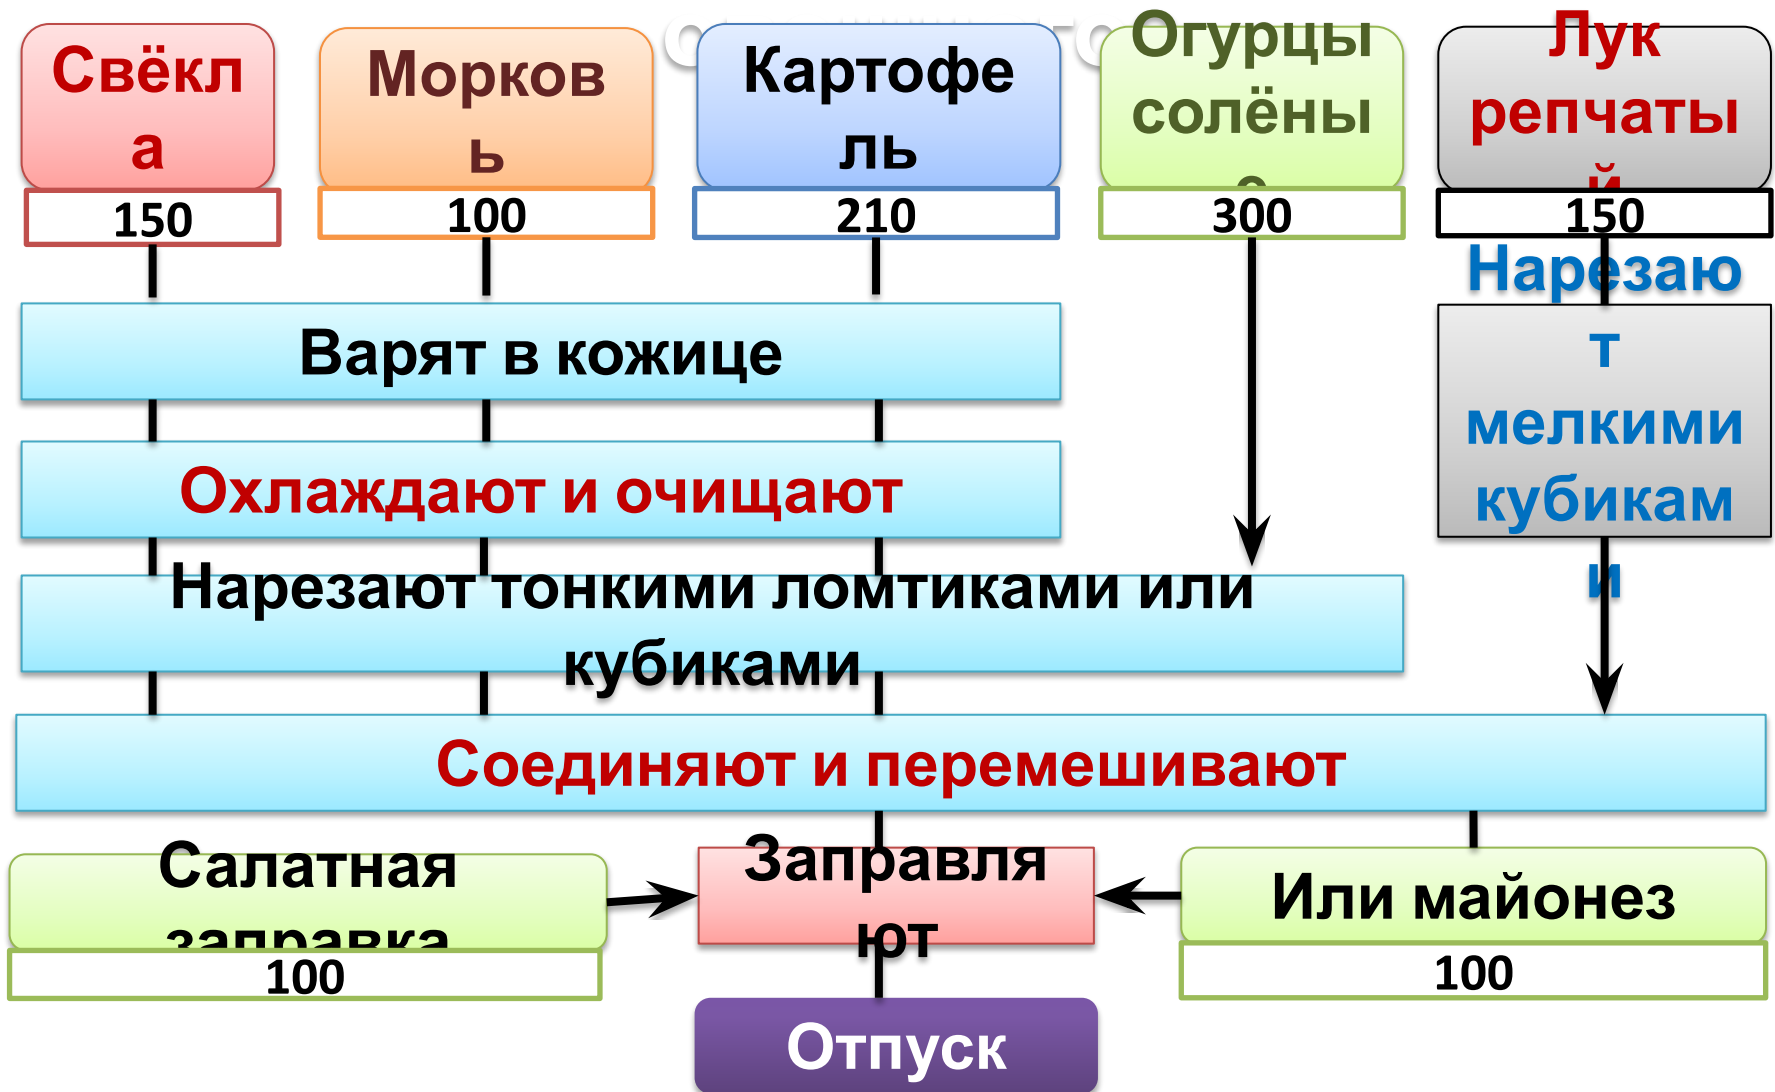 Свёкл
а
150
Морков
ь
100
Картофе
ль
210
Огурцы
солёны
е
300
Лук
репчаты
й
150
Варят в кожице
Охлаждают и очищают
Нарезаю
т
мелкими
кубикам
и
Нарезают тонкими ломтиками или
кубиками
Соединяют и перемешивают
Салатная
заправка
100
Заправля
ют
Или майонез
100
Отпуск